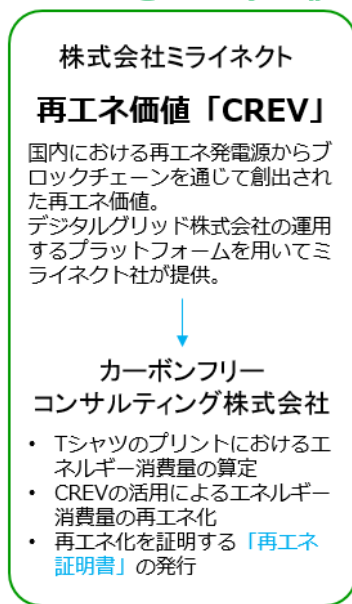 株式会社ミライネクト
再エネ価値「CREV」
国内における再エネ発電源からブ
ロックチェーンを通じて創出され
た再エネ価値。
デジタルグリッド株式会社の運用
するプラットフォームを用いてミ
ライネクト社が提供。
カーボンフリー
コンサルティング株式会社
• Tシャツのプリントにおけるエ
ネルギー消費量の算定
• CREVの活用によるエネルギー
消費量の再エネ化
• 再エネ化を証明する「再エネ
証明書」の発行